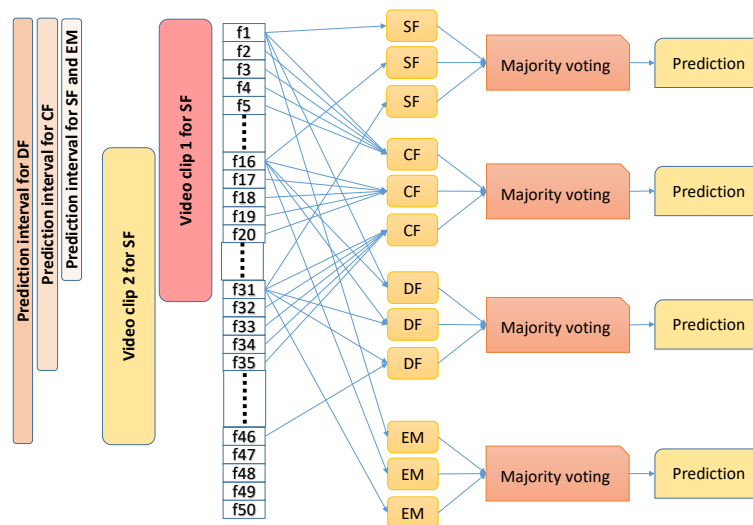 Prediction interval for DF
Prediction interval for CF
Prediction interval for SF and EM
Video clip 2 for SF
Video clip 1 for SF
f1
f2
f3
f4
f5
f16
f17
f18
f19
f20
f31
f32
f33
f34
f35
f46
f47
f48
f49
f50
SF
SF
SF
Majority voting
Prediction
CF
CF
CF
Majority voting
Prediction
DF
DF
DF
Majority voting
Prediction
EM
EM
EM
Majority voting
Prediction